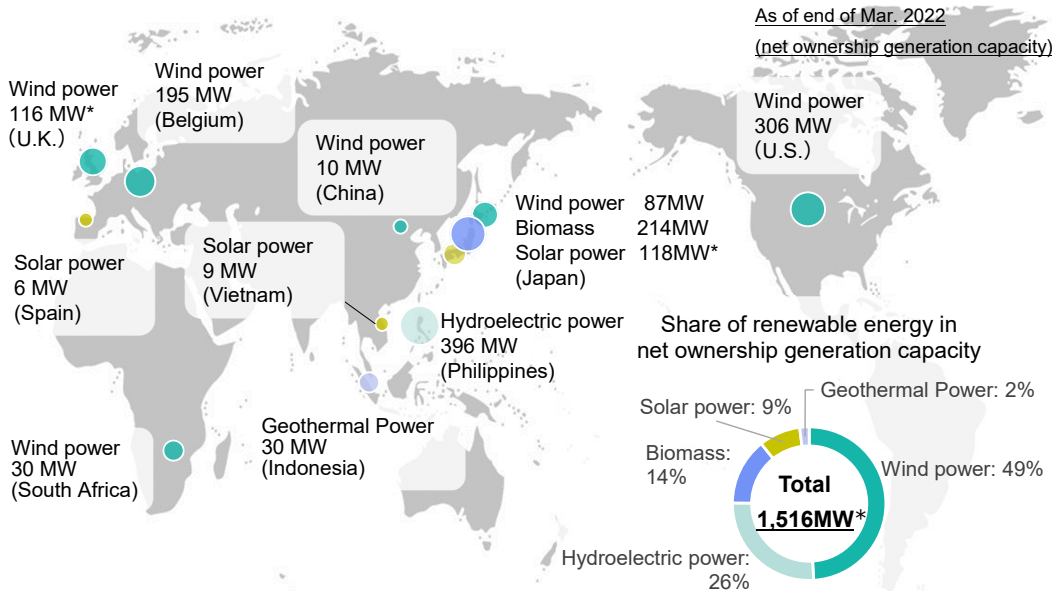 As of end of Mar. 2022
(net ownership generation capacity)
Wind power
116 MW*
(U.K.)
Wind power
195 MW
(Belgium)
Wind power
10 MW
(China)
Wind power
306 MW
(U.S.)
Wind power 87MW
Biomass 214MW
Solar power 118MW*
(Japan)
Solar power
6 MW
(Spain)
Solar power
9 MW
(Vietnam)
Hydroelectric power
396 MW
(Philippines)
Geothermal Power
30 MW
(Indonesia)
Wind power
30 MW
(South Africa)
Share of renewable energy in
net ownership generation capacity
Geothermal Power: 2%
Solar power: 9%
Biomass:
14%
Wind power: 49%
Total
1,516MW*
Hydroelectric power:
26%